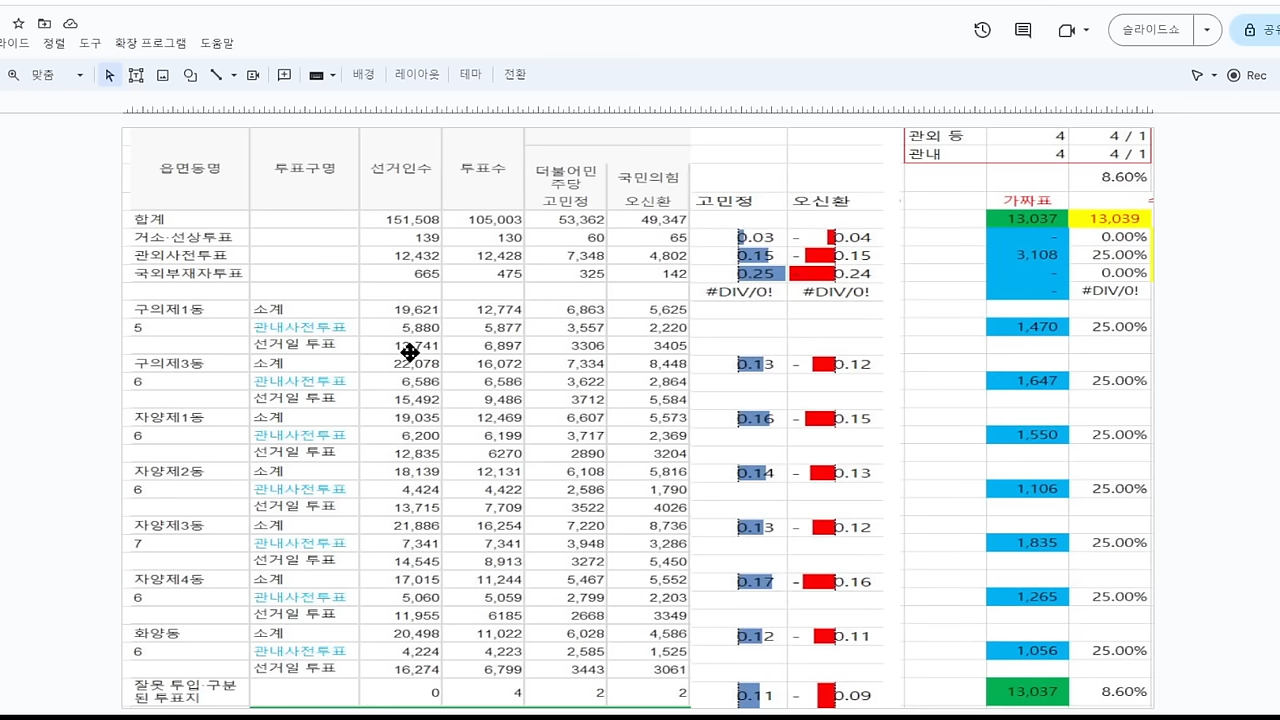 라이드 정렬 도구 확장 프로그램 도움말
슬라이드쇼
공유
맞춤 배경 레이아웃 테마 전환 Rec
관외 등 4 4 / 1
관내 4 4 / 1
8.60%
읍면동명 투표구명 선거인수 투표수 더불어민주당 고민정 국민의힘 오신환 고민정 오신환 가짜표
합계 151,508 105,003 53,362 49,347 13,037 13,039
거소·선상투표 139 130 60 65 0.03 - 0.04 - 0.00%
관외사전투표 12,432 12,428 7,348 4,802 0.15 - 0.15 3,108 25.00%
국외부재자투표 665 475 325 142 0.25 - 0.24 - 0.00%
#DIV/0! #DIV/0! - #DIV/0!
구의제1동 소계 19,621 12,774 6,863 5,625
5 관내사전투표 5,880 5,877 3,557 2,220 1,470 25.00%
선거일 투표 6,897 3306 3405
구의제3동 소계 22,078 16,072 7,334 8,448 0.13 - 0.12
6 관내사전투표 6,586 6,586 3,622 2,864 1,647 25.00%
선거일 투표 15,492 9,486 3712 5,584
자양제1동 소계 19,035 12,469 6,607 5,573 0.16 - 0.15
6 관내사전투표 6,200 6,199 3,717 2,369 1,550 25.00%
선거일 투표 12,835 6270 2890 3204
자양제2동 소계 18,139 12,131 6,108 5,816 0.14 - 0.13
6 관내사전투표 4,424 4,422 2,586 1,790 1,106 25.00%
선거일 투표 13,715 7,709 3522 4026
자양제3동 소계 21,886 16,254 7,220 8,736 0.13 - 0.12
7 관내사전투표 7,341 7,341 3,948 3,286 1,835 25.00%
선거일 투표 14,545 8,913 3272 5,450
자양제4동 소계 17,015 11,244 5,467 5,552 0.17 - 0.16
6 관내사전투표 5,060 5,059 2,799 2,203 1,265 25.00%
선거일 투표 11,955 6185 2668 3349
화양동 소계 20,498 11,022 6,028 4,586 0.12 - 0.11
6 관내사전투표 4,224 4,223 2,585 1,525 1,056 25.00%
선거일 투표 16,274 6,799 3443 3061
잘못 투입·구분된 투표지 0 4 2 2 0.11 - 0.09 13,037 8.60%